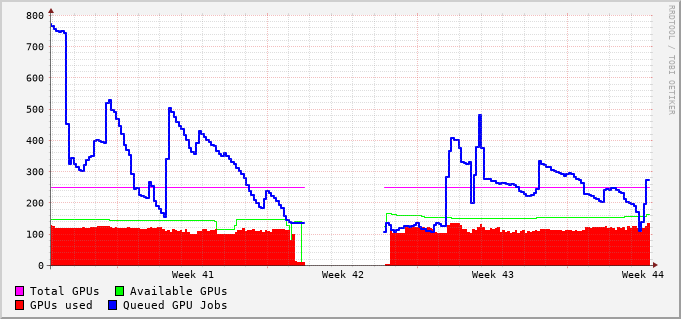 800
700
600
500
400
300
200
100
0
Week 41 Week 42 Week 43 Week 44
Total GPUs Available GPUs
GPUs used Queued GPU Jobs
RRDTOOL / TOBI OETIKER